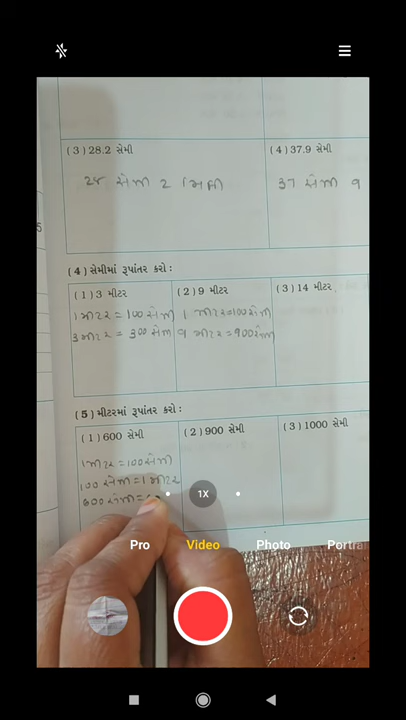 (3) 28.2 સેમી
(4) 37.9 સેમી
28 સેમી 2 મિમી
37 સેમી 9
(4) સેમીમાં રૂપાંતર કરો :
(1) 3 મીટર
(2) 9 મીટર
(3) 14 મીટર
1 મીટર = 100 સેમી
1 મીટર = 100 સેમી
3 મીટર = 300 સેમી
9 મીટર = 900 સેમી
(5) મીટરમાં રૂપાંતર કરો :
(1) 600 સેમી
(2) 900 સેમી
(3) 1000 સેમી
1 મીટર = 100 સેમી
100 સેમી = 1 મીટર
600 સેમી =
1X
Pro
Video
Photo
Portrai